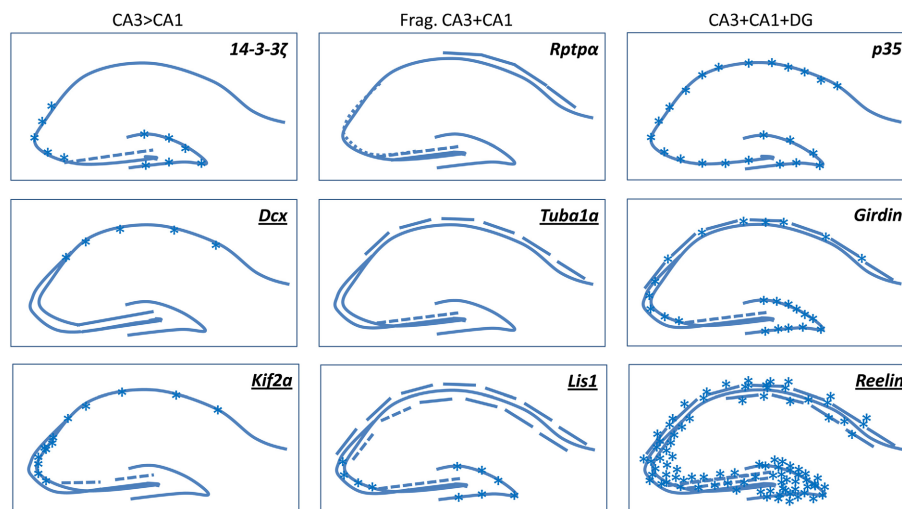 CA3>CA1 Frag. CA3+CA1 CA3+CA1+DG
14-3-3ζ Rptpα p35
Dcx Tuba1a Girdin
Kif2a Lis1 Reelin